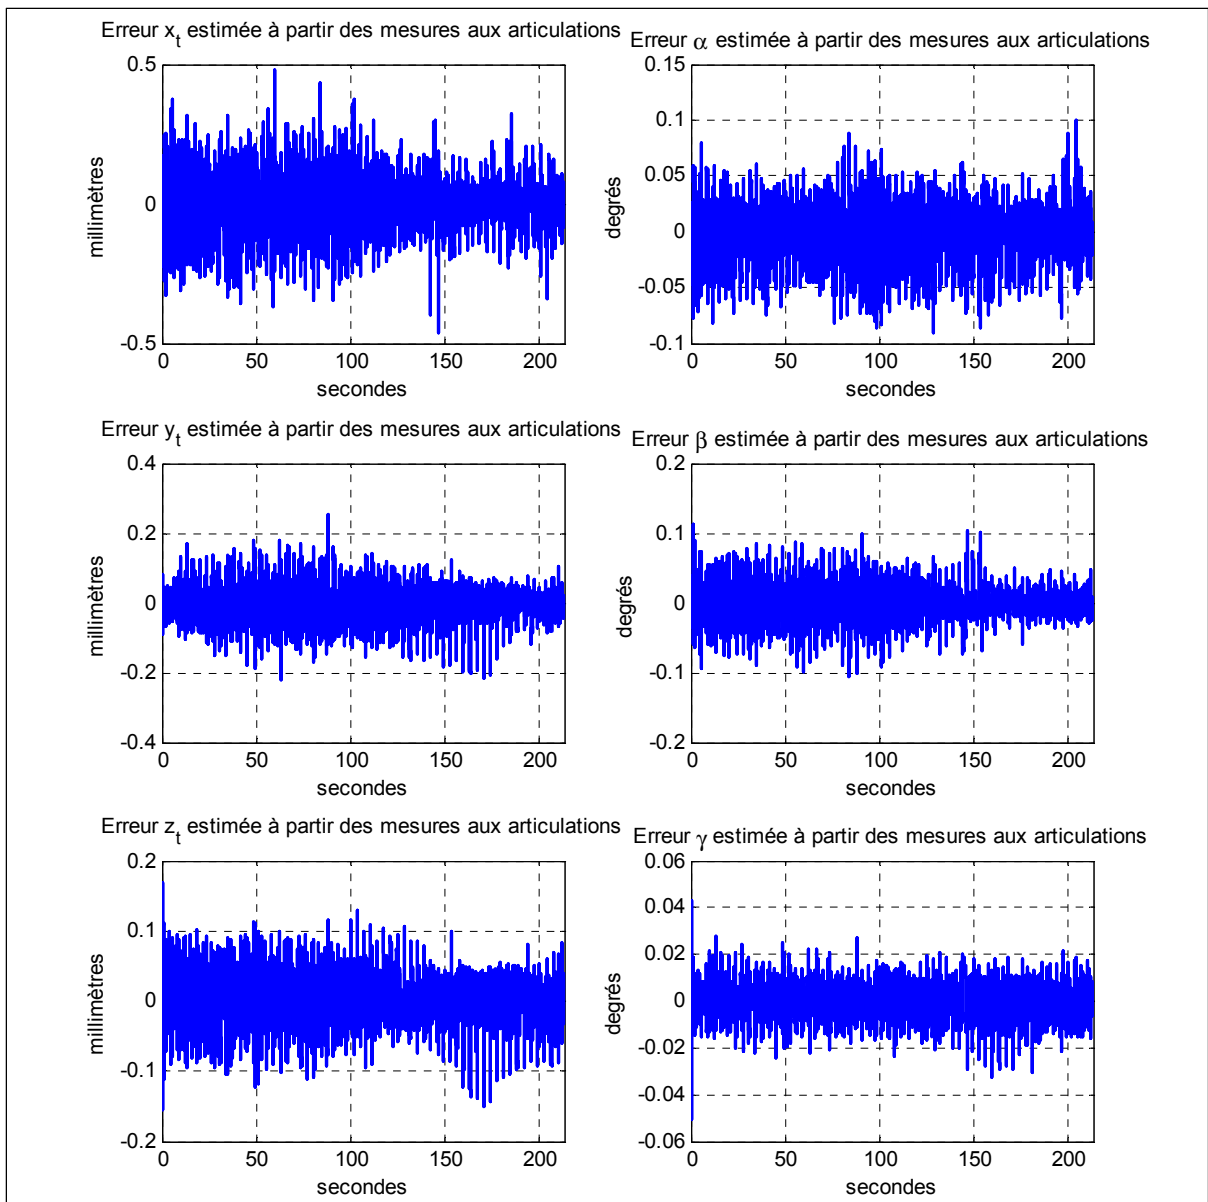 Erreur xt estimée à partir des mesures aux articulations
0.5
0
-0.5
millimètres
0 50 100 150 200
secondes
Erreur α estimée à partir des mesures aux articulations
0.15
0.1
0.05
0
-0.05
-0.1
degrés
0 50 100 150 200
secondes
Erreur yt estimée à partir des mesures aux articulations
0.4
0.2
0
-0.2
-0.4
millimètres
0 50 100 150 200
secondes
Erreur β estimée à partir des mesures aux articulations
0.2
0.1
0
-0.1
-0.2
degrés
0 50 100 150 200
secondes
Erreur zt estimée à partir des mesures aux articulations
0.2
0.1
0
-0.1
-0.2
millimètres
0 50 100 150 200
secondes
Erreur γ estimée à partir des mesures aux articulations
0.06
0.04
0.02
0
-0.02
-0.04
-0.06
degrés
0 50 100 150 200
secondes